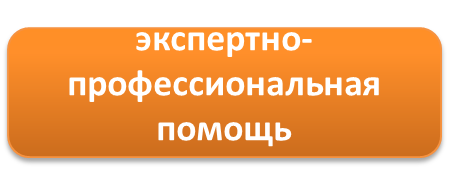 экспертно-
профессиональная
помощь